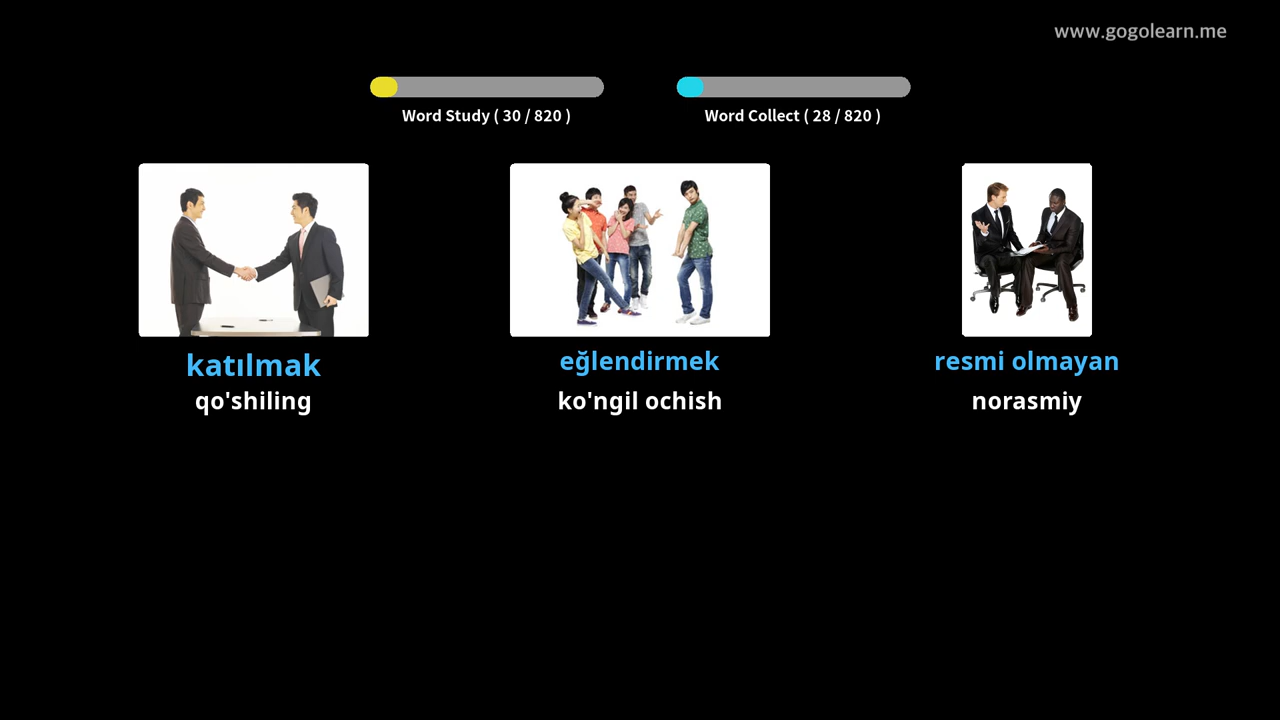 www.gogolearn.me
Word Study ( 30 / 820 )
Word Collect ( 28 / 820 )
katılmak
qo'shiling
eğlendirmek
ko'ngil ochish
resmi olmayan
norasmiy